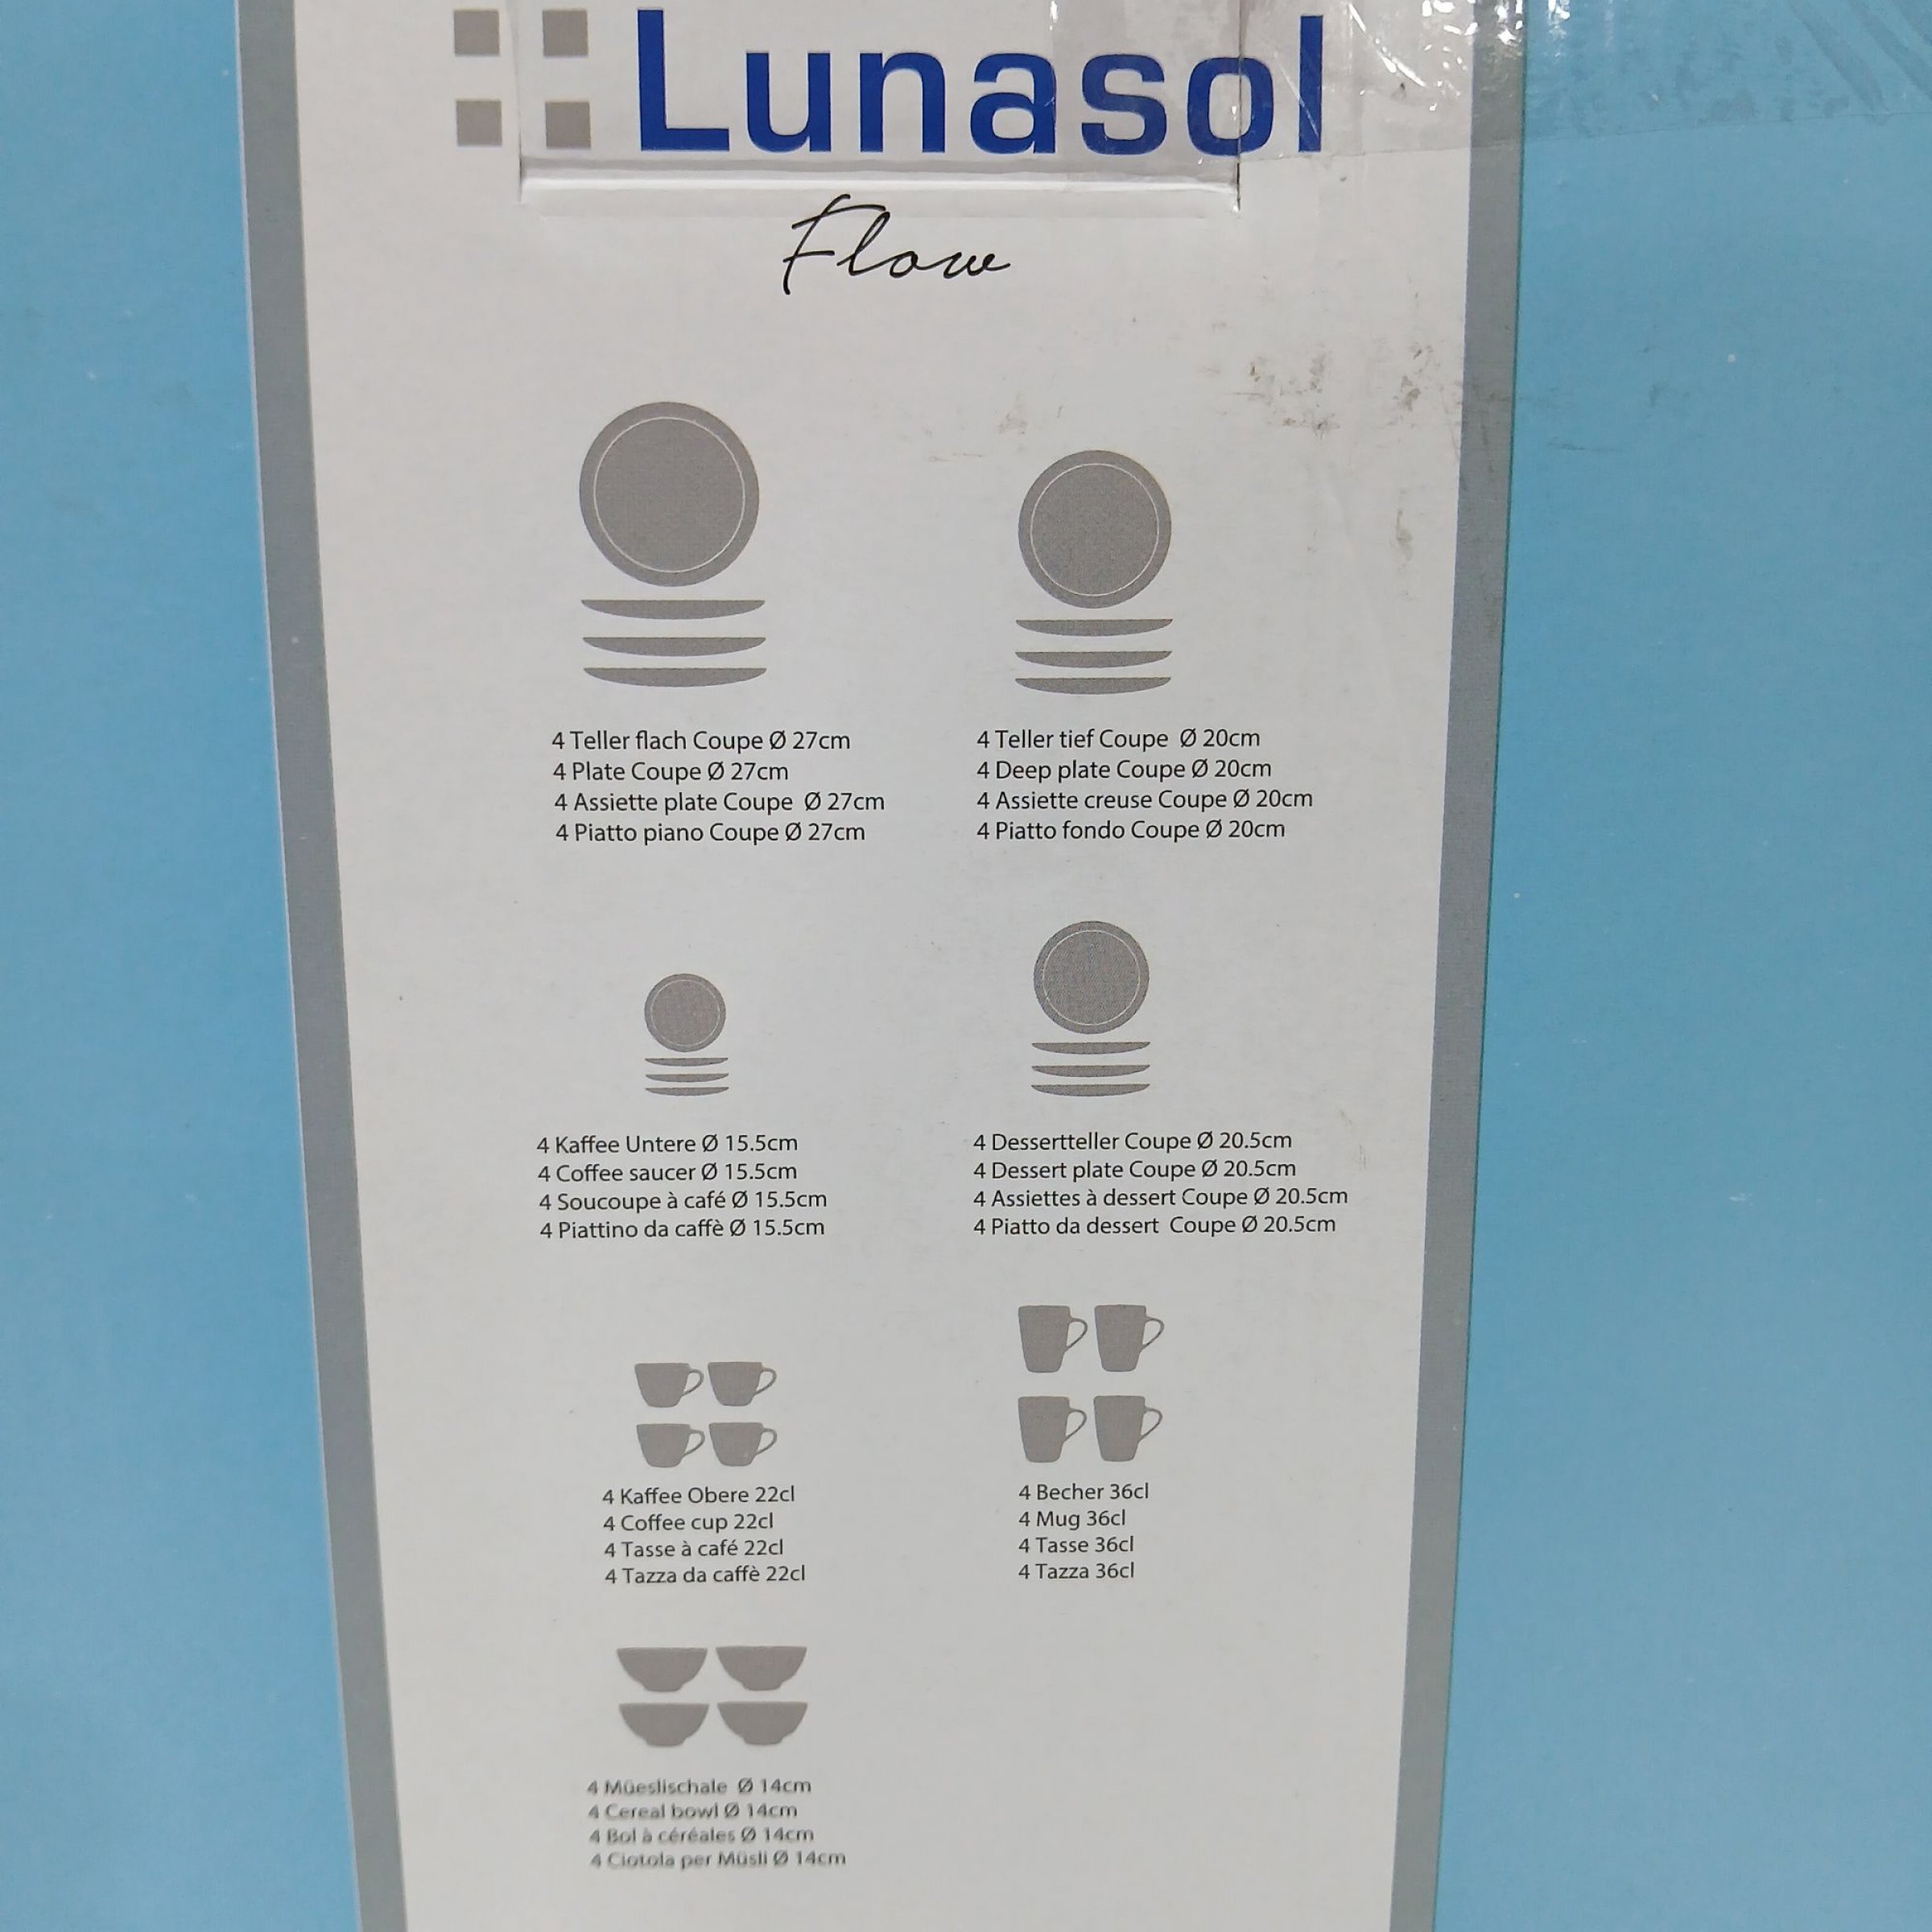 Lunasol
Flow
4 Teller flach Coupe Ø 27cm
4 Plate Coupe Ø 27cm
4 Assiette plate Coupe Ø 27cm
4 Piatto piano Coupe Ø 27cm
4 Teller tief Coupe Ø 20cm
4 Deep plate Coupe Ø 20cm
4 Assiette creuse Coupe Ø 20cm
4 Piatto fondo Coupe Ø 20cm
4 Kaffee Untere Ø 15.5cm
4 Coffee saucer Ø 15.5cm
4 Soucoupe à café Ø 15.5cm
4 Piattino da caffè Ø 15.5cm
4 Dessertteller Coupe Ø 20.5cm
4 Dessert plate Coupe Ø 20.5cm
4 Assiettes à dessert Coupe Ø 20.5cm
4 Piatto da dessert Coupe Ø 20.5cm
4 Kaffee Obere 22cl
4 Coffee cup 22cl
4 Tasse à café 22cl
4 Tazza da caffè 22cl
4 Becher 36cl
4 Mug 36cl
4 Tasse 36cl
4 Tazza 36cl
4 Müeslischale Ø 14cm
4 Cereal bowl Ø 14cm
4 Bol à céréales Ø 14cm
4 Ciotola per Müsli Ø 14cm